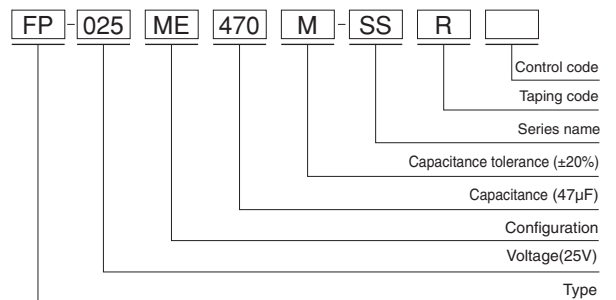 FP-025 ME 470 M-SS R
Control code
Taping code
Series name
Capacitance tolerance (±20%)
Capacitance (47µF)
Configuration
Voltage(25V)
Type